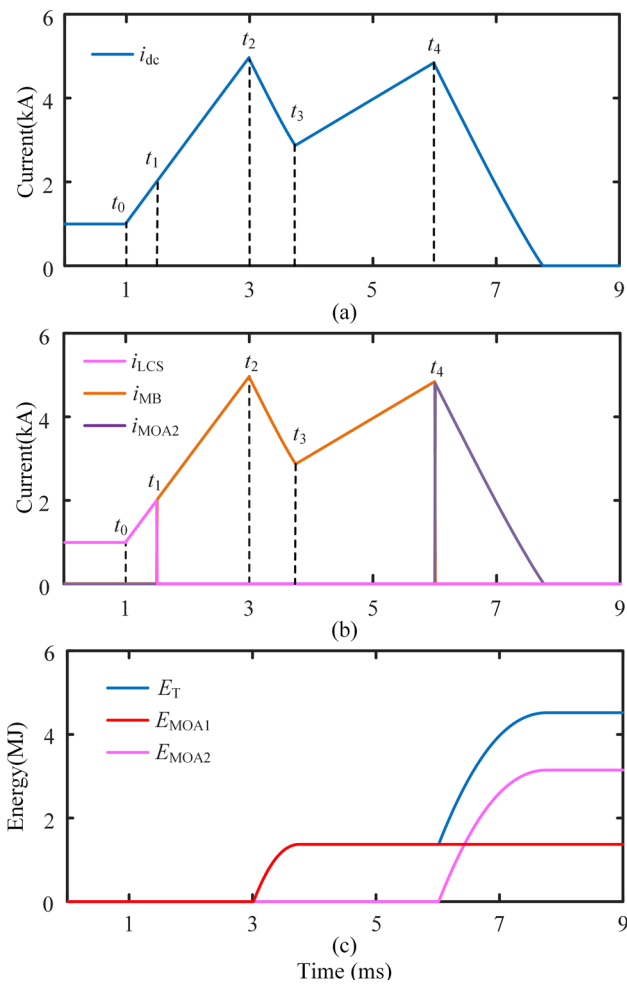 6
4
2
0
Current(kA)
i_dc
t_0
t_1
t_2
t_3
t_4
1 3 5 7 9
(a)
6
4
2
0
Current(kA)
i_LCS
i_MB
i_MOA2
t_0
t_1
t_2
t_3
t_4
1 3 5 7 9
(b)
6
4
2
0
Energy(MJ)
E_T
E_MOA1
E_MOA2
1 3 5 7 9
(c)
Time (ms)